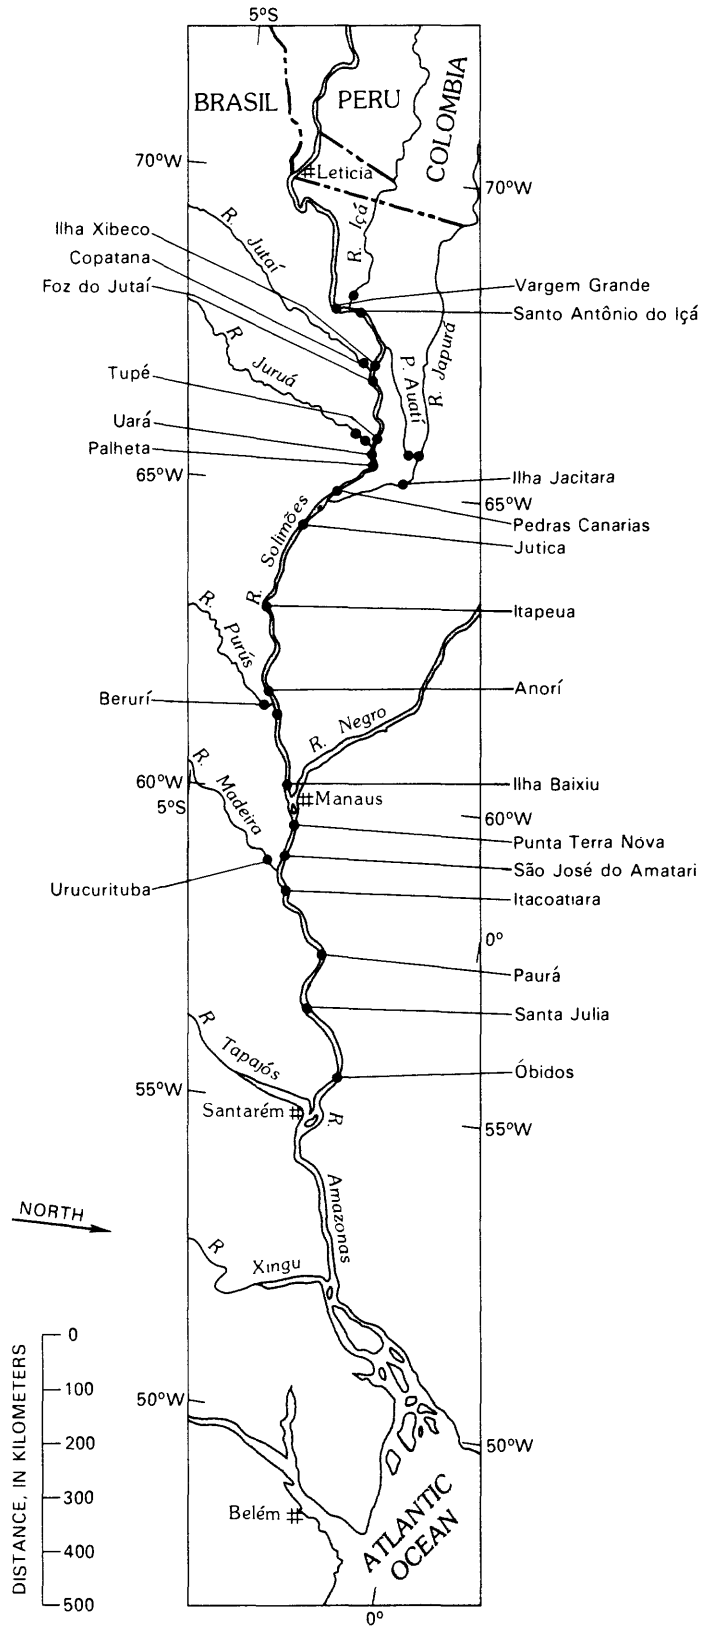 5°S
BRASIL
PERU
COLOMBIA
70°W
70°W
Leticia
R. Içá
R. Jutaí
Ilha Xibeco
Copatana
Foz do Jutaí
Vargem Grande
Santo Antônio do Içá
R. Juruá
P. Auatí
R. Japurá
Tupé
Uará
Palheta
65°W
Ilha Jacitara
65°W
Pedras Canarias
Jutica
R. Solimões
R. Purús
Itapeua
Berurí
Anorí
R. Negro
R. Madeira
60°W
5°S
Ilha Baixiu
Manaus
60°W
Punta Terra Nova
São José do Amatari
Urucurituba
Itacoatiara
0°
Paurá
Santa Julia
R. Tapajós
Óbidos
55°W
Santarém
55°W
R. Amazonas
NORTH
R. Xingu
DISTANCE, IN KILOMETERS
0
100
200
300
400
500
50°W
50°W
Belém
ATLANTIC
OCEAN
0°